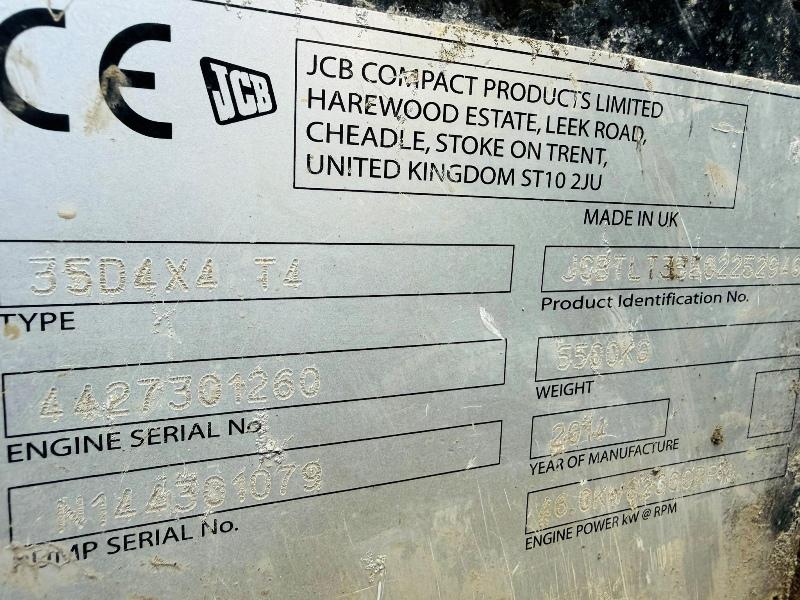 CE
JCB
JCB COMPACT PRODUCTS LIMITED
HAREWOOD ESTATE, LEEK ROAD,
CHEADLE, STOKE ON TRENT,
UNITED KINGDOM ST10 2JU
MADE IN UK
35D4X4 T4
TYPE
Product Identification No.
4427301260
ENGINE SERIAL No.
5560KG
WEIGHT
2014
YEAR OF MANUFACTURE
N144301079
PUMP SERIAL No.
ENGINE POWER kW @ RPM